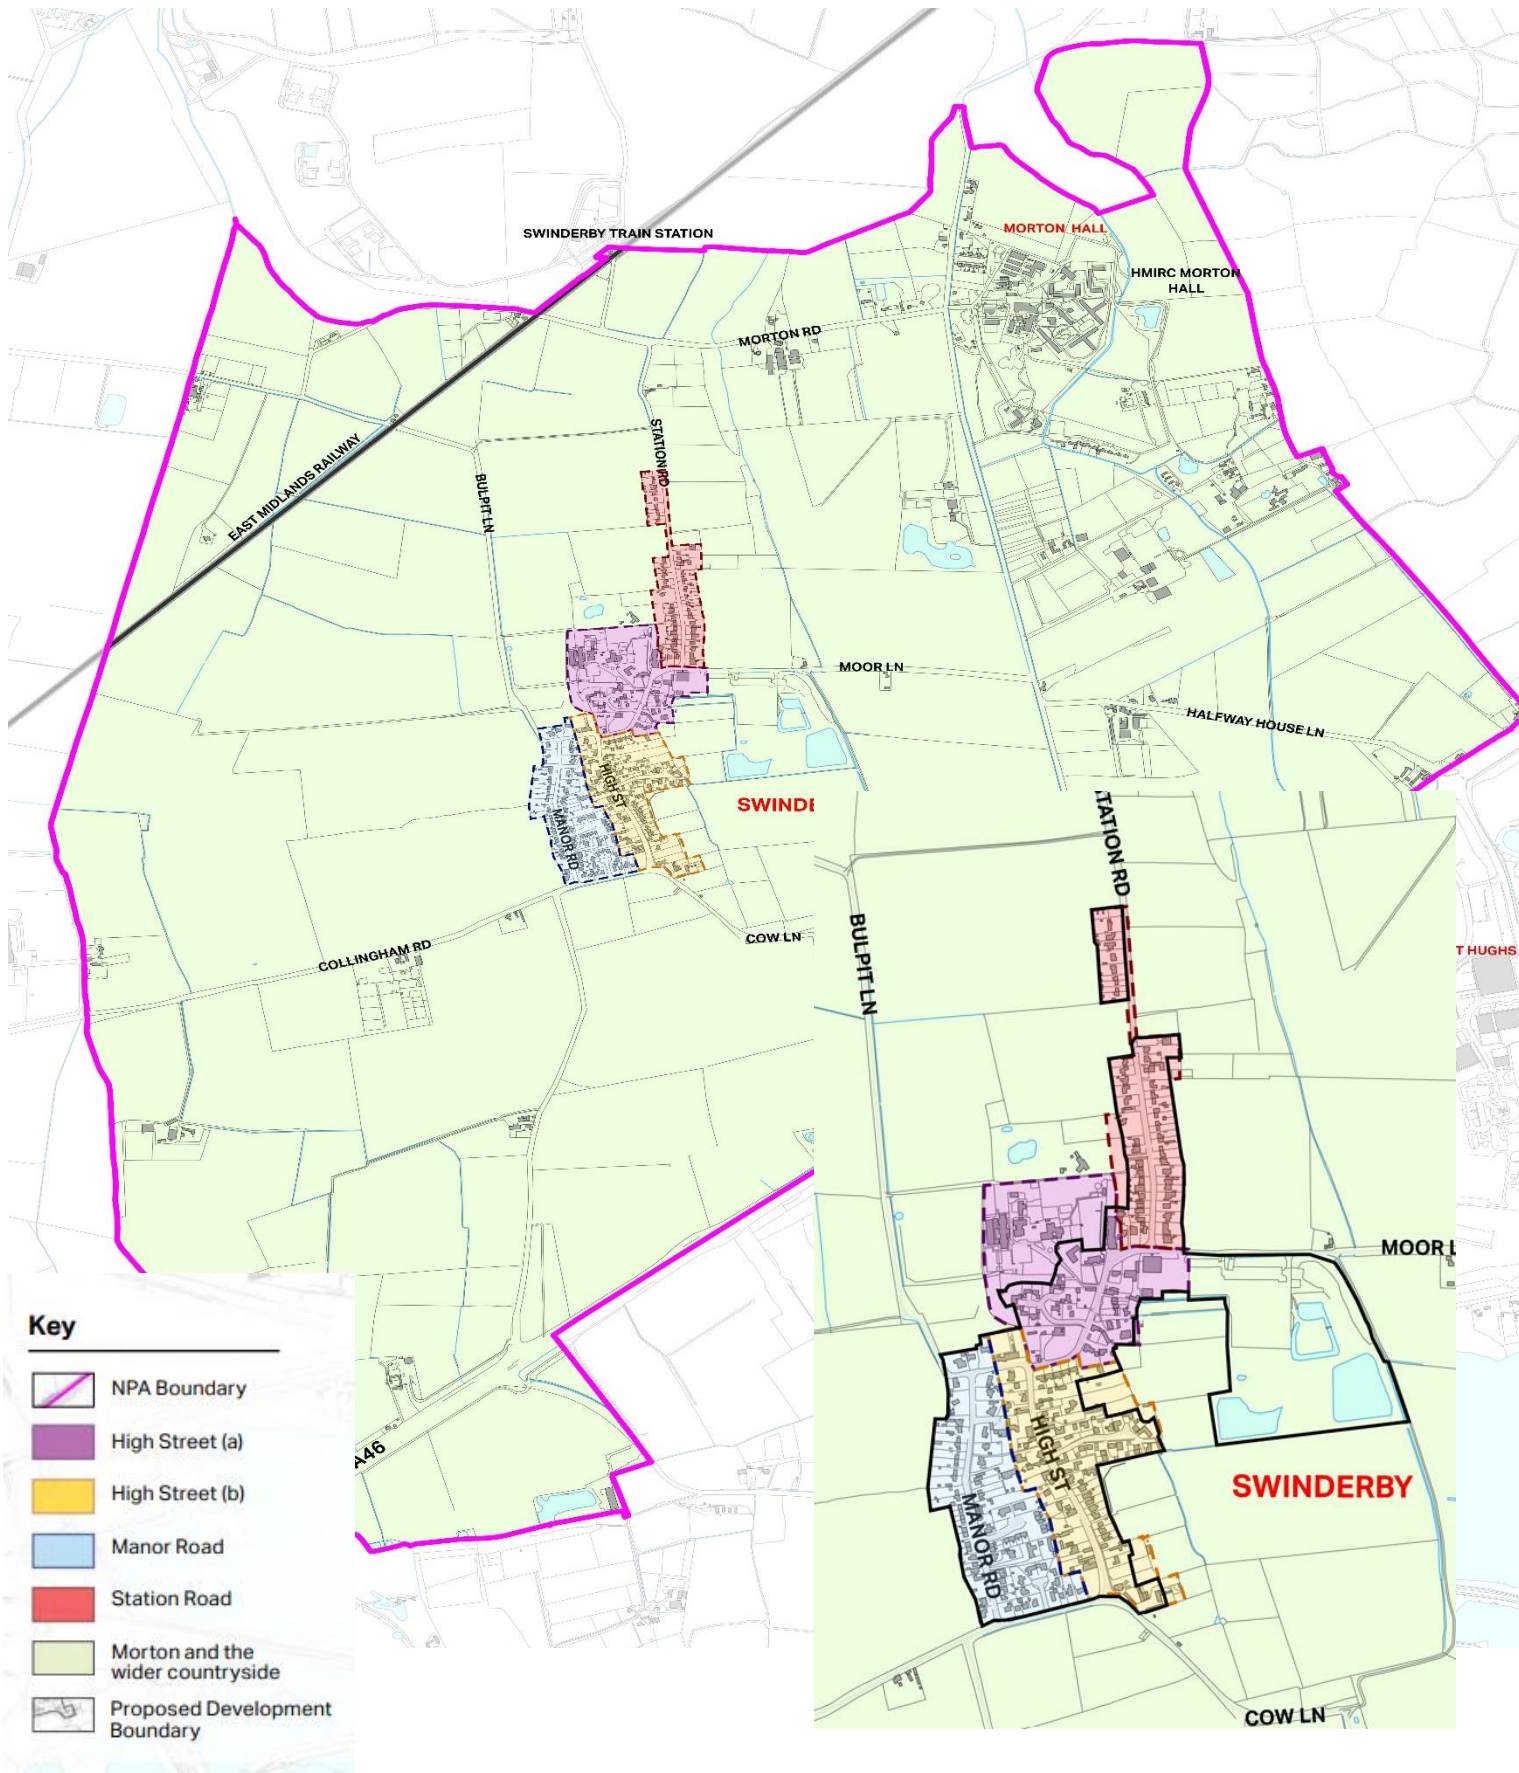 SWINDERBY TRAIN STATION
MORTON HALL
HMIRC MORTON
HALL
MORTON RD
STATION RD
EAST MIDLANDS RAILWAY
BULPIT LN
MOOR LN
HALFWAY HOUSE LN
HIGH ST
MANOR RD
SWINDE
COLLINGHAM RD
COW LN
T HUGHS
A46
TATION RD
BULPIT LN
MOOR L
HIGH ST
MANOR RD
SWINDERBY
COW LN
Key
NPA Boundary
High Street (a)
High Street (b)
Manor Road
Station Road
Morton and the
wider countryside
Proposed Development
Boundary